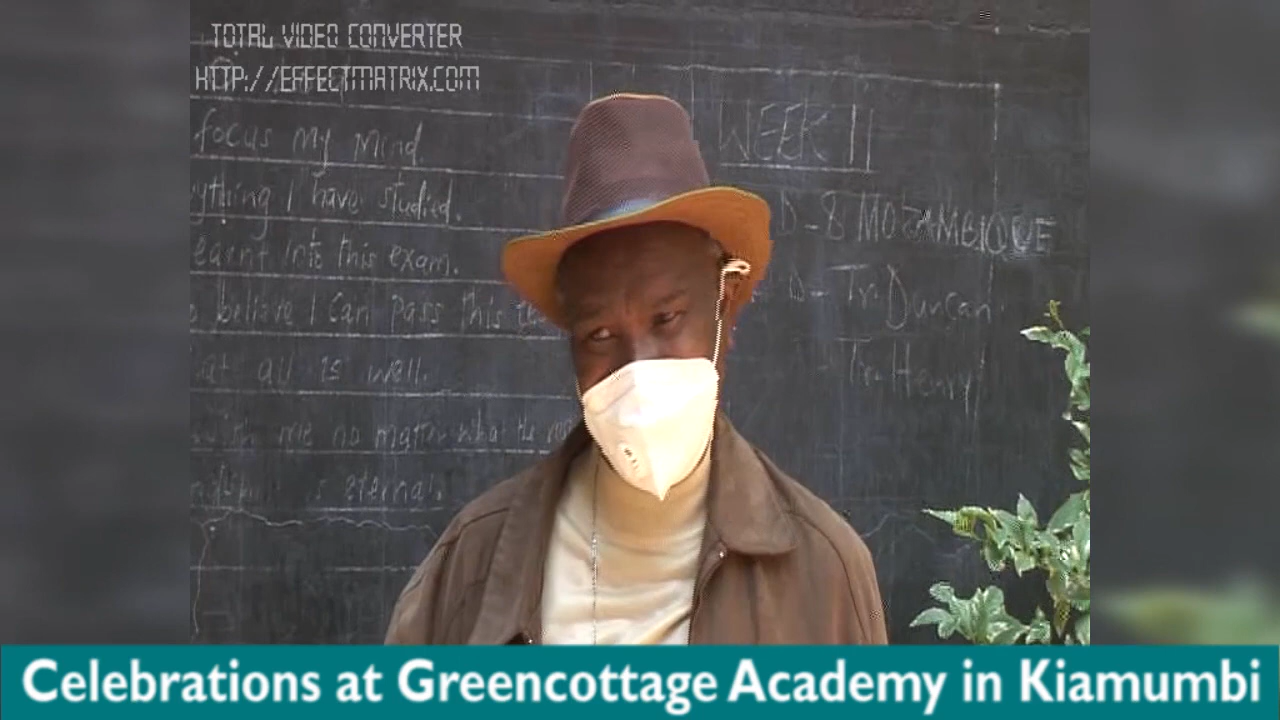 TOTAL VIDEO CONVERTER
HTTP://EFFECTMATRIX.COM
focus my mind.
ything I have studied.
earnt into this exam.
believe I can pass this
at all is well.
me no matter what the
is eternal.
WEEK 11
D - 8 MOZAMBIQUE
D - Tr. Duncan
- Tr. Henry
Celebrations at Greencottage Academy in Kiamumbi